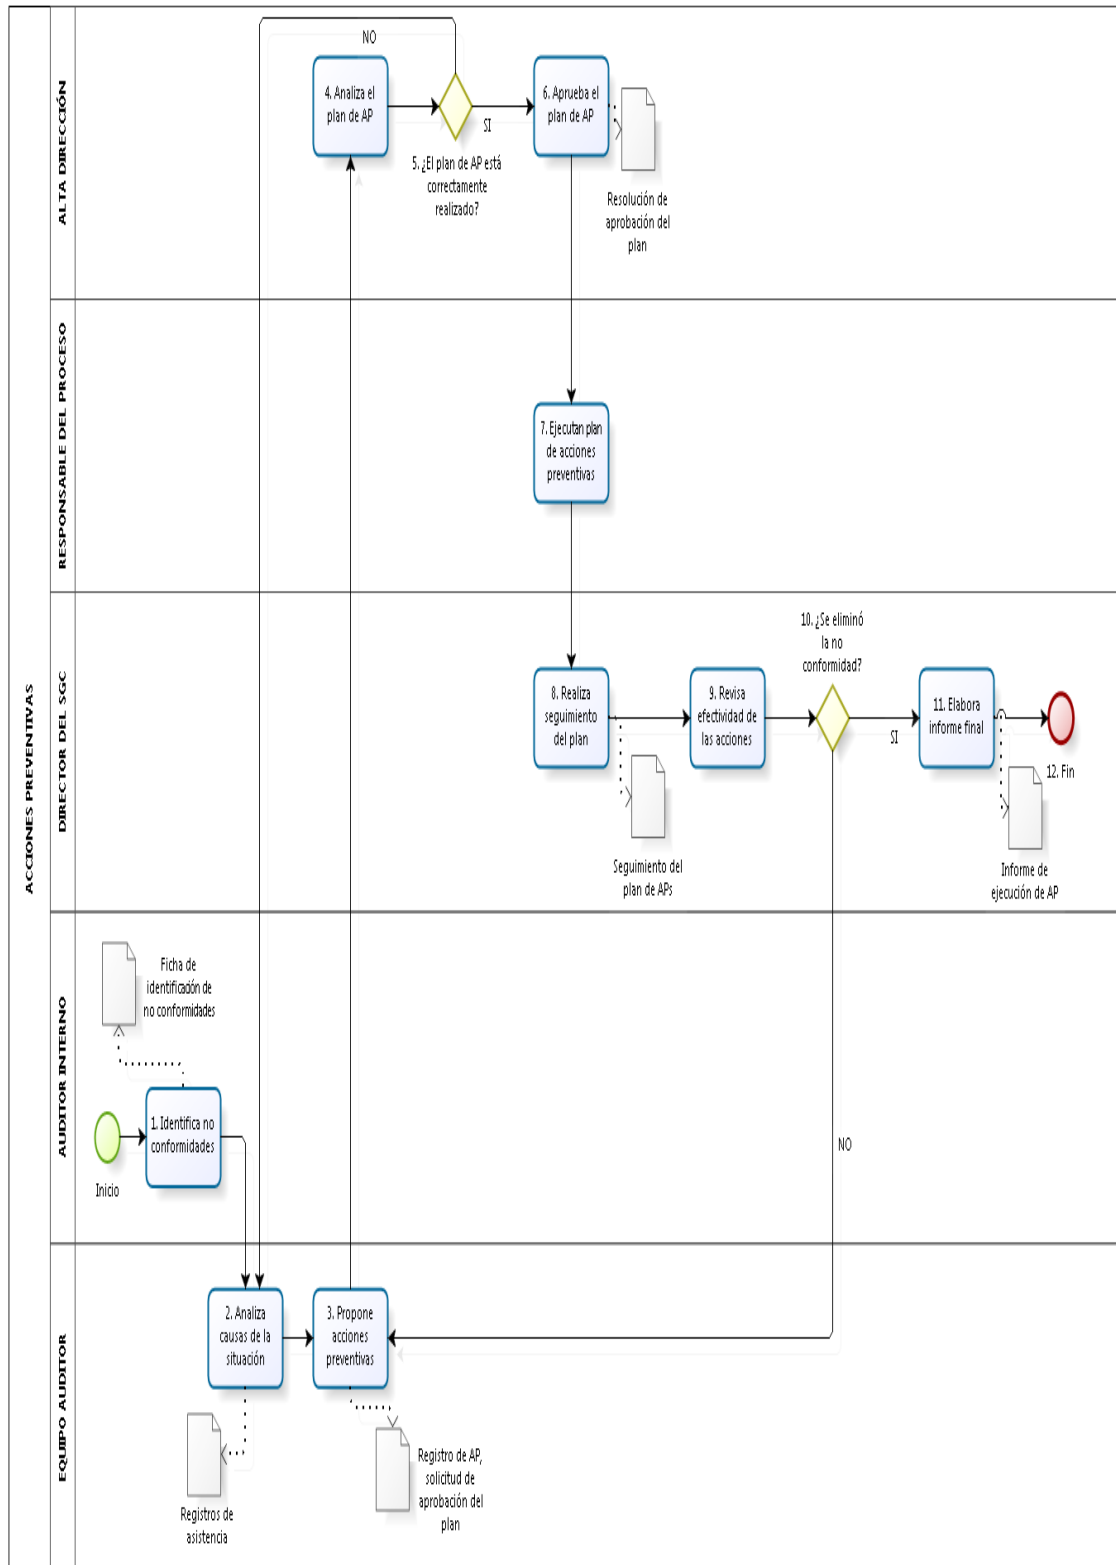 ACCIONES PREVENTIVAS
ALTA DIRECCIÓN
NO
4. Analiza el
plan de AP
5. ¿El plan de AP está
correctamente
realizado?
SI
6. Aprueba el
plan de AP
Resolución de
aprobación del
plan
RESPONSABLE DEL PROCESO
7. Ejecutan plan
de acciones
preventivas
DIRECTOR DEL SGC
8. Realiza
seguimiento
del plan
Seguimiento del
plan de APs
9. Revisa
efectividad de
las acciones
10. ¿Se eliminó
la no
conformidad?
SI
11. Elabora
informe final
Informe de
ejecución de AP
12. Fin
AUDITOR INTERNO
Ficha de
identificación de
no conformidades
Inicio
1. Identifica no
conformidades
NO
EQUIPO AUDITOR
2. Analiza
causas de la
situación
Registros de
asistencia
3. Propone
acciones
preventivas
Registro de AP,
solicitud de
aprobación del
plan